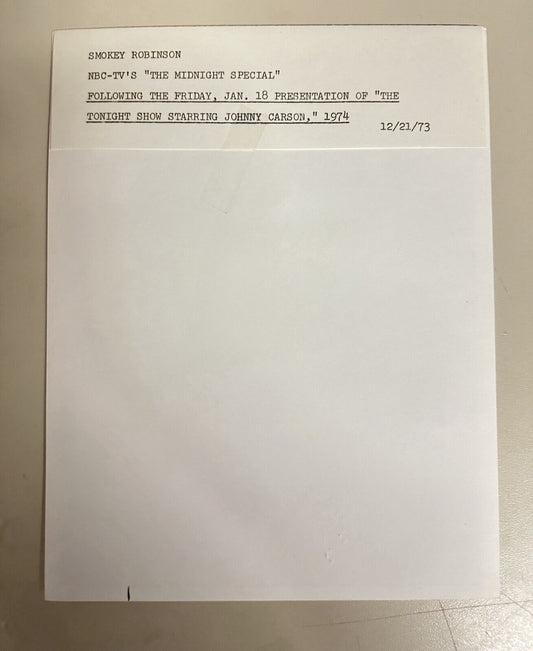 SMOKEY ROBINSON
NBC-TV'S "THE MIDNIGHT SPECIAL"
FOLLOWING THE FRIDAY, JAN. 18 PRESENTATION OF "THE
TONIGHT SHOW STARRING JOHNNY CARSON," 1974
12/21/73